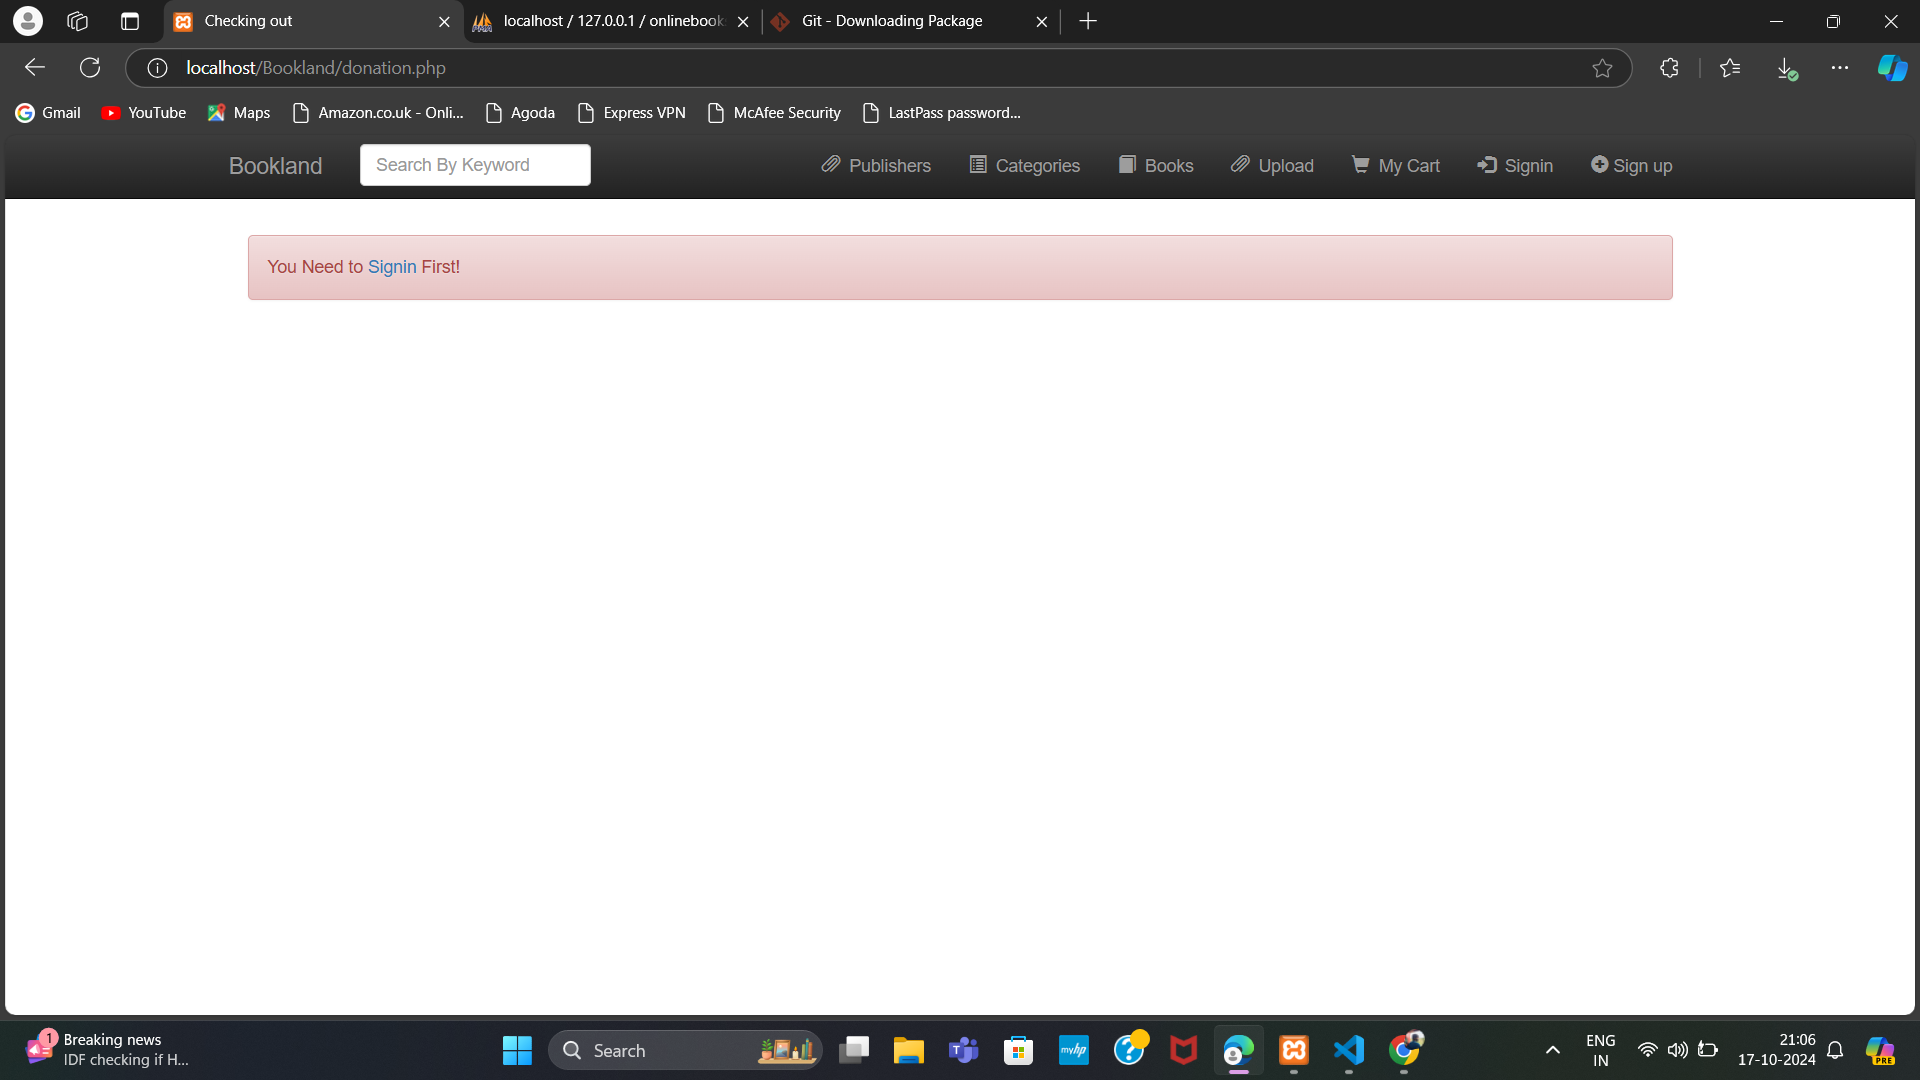 Checking out
localhost / 127.0.0.1 / onlinebook
Git - Downloading Package
localhost/Bookland/donation.php
Gmail
YouTube
Maps
Amazon.co.uk - Onli...
Agoda
Express VPN
McAfee Security
LastPass password...
Bookland
Search By Keyword
Publishers
Categories
Books
Upload
My Cart
Signin
Sign up
You Need to Signin First!
1
Breaking news
IDF checking if H...
Search
myhp
ENG
IN
21:06
17-10-2024
PRE